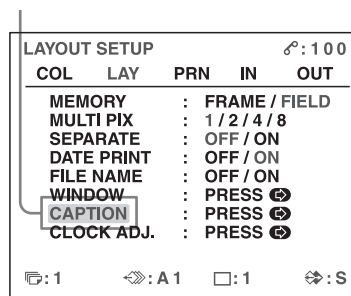 LAYOUT SETUP :100
COL LAY PRN IN OUT
MEMORY : FRAME / FIELD
MULTI PIX : 1 / 2 / 4 / 8
SEPARATE : OFF / ON
DATE PRINT : OFF / ON
FILE NAME : OFF / ON
WINDOW : PRESS
CAPTION : PRESS
CLOCK ADJ. : PRESS
:1 :A1 :1 :S